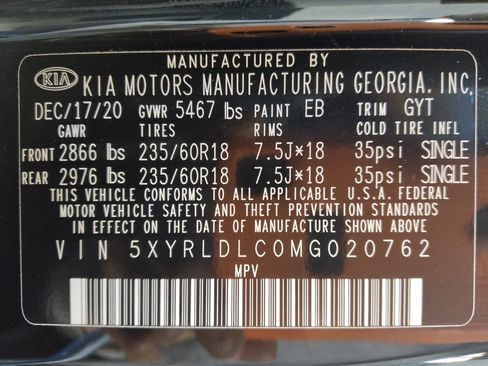 MANUFACTURED BY
KIA KIA MOTORS MANUFACTURING GEORGIA, INC.
DEC/17/20 GVWR 5467 lbs PAINT EB TRIM GYT
GAWR TIRES RIMS COLD TIRE INFL
FRONT 2866 lbs 235/60R18 7.5J×18 35psi SINGLE
REAR 2976 lbs 235/60R18 7.5J×18 35psi SINGLE
THIS VEHICLE CONFORMS TO ALL APPLICABLE U.S.A. FEDERAL
MOTOR VEHICLE SAFETY AND THEFT PREVENTION STANDARDS
IN EFFECT ON THE DATE OF MANUFACTURE SHOWN ABOVE
VIN 5XYRLDLC0MG020762
MPV